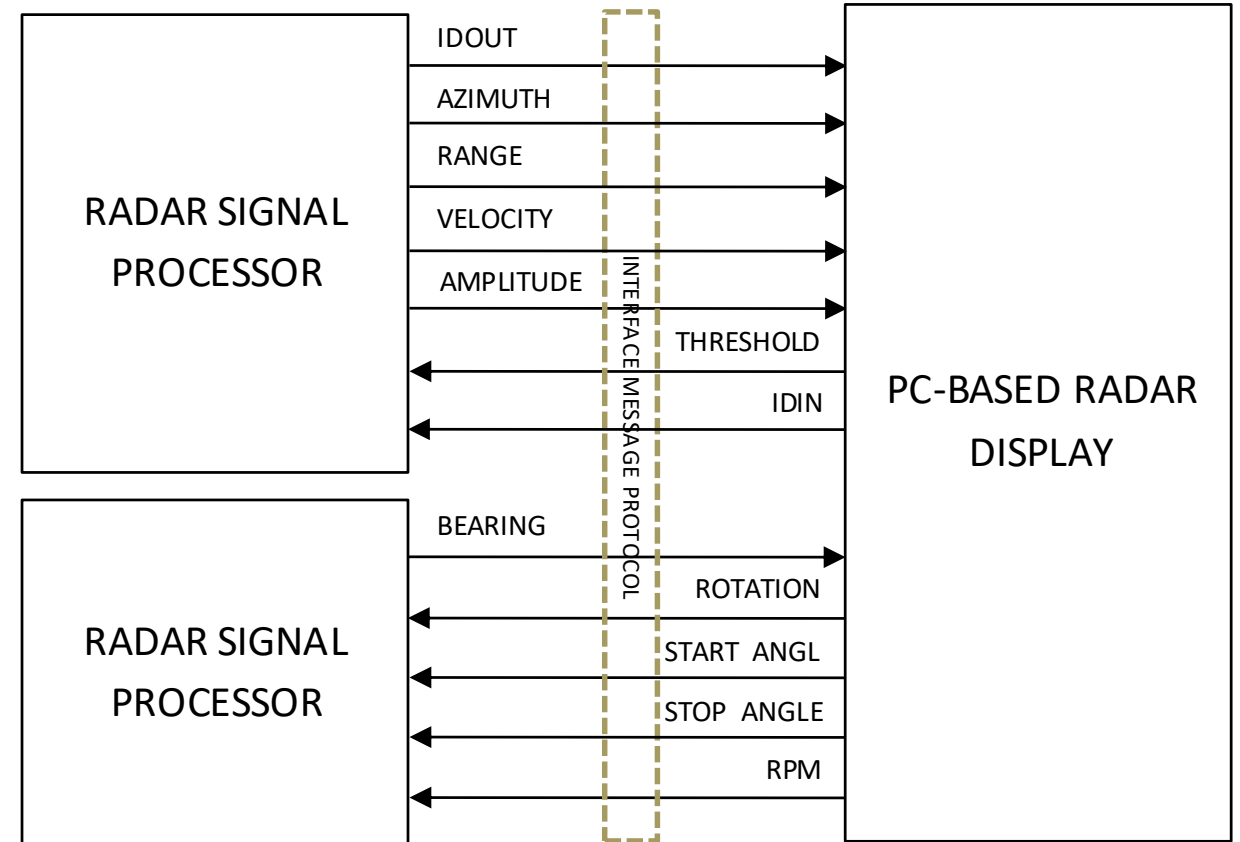 IDOUT
AZIMUTH
RANGE
VELOCITY
AMPLITUDE
THRESHOLD
IDIN
RADAR SIGNAL
PROCESSOR
INTERFACE MESSAGE PROTOCOL
PC-BASED RADAR
DISPLAY
BEARING
ROTATION
START ANGL
STOP ANGLE
RPM
RADAR SIGNAL
PROCESSOR